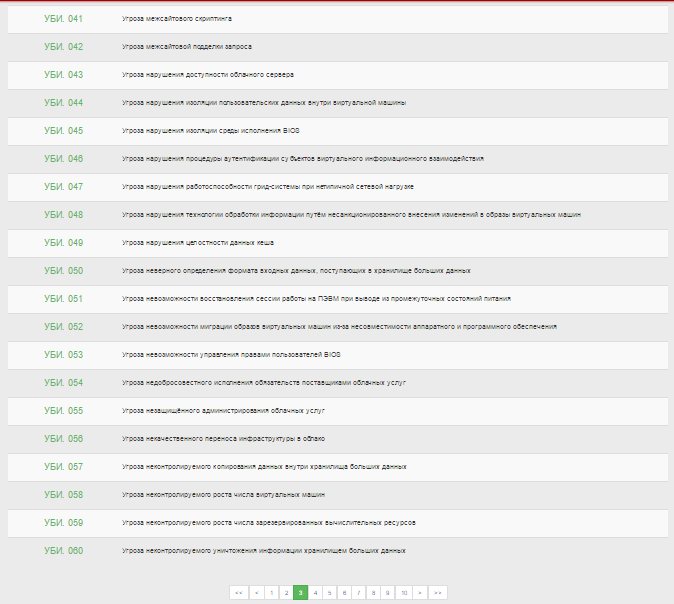 УБИ. 041 Угроза межсайтового скриптинга
УБИ. 042 Угроза межсайтовой подделки запроса
УБИ. 043 Угроза нарушения доступности облачного сервера
УБИ. 044 Угроза нарушения изоляции пользовательских данных внутри виртуальной машины
УБИ. 045 Угроза нарушения изоляции среды исполнения BIOS
УБИ. 046 Угроза нарушения процедуры аутентификации субъектов виртуального информационного взаимодействия
УБИ. 047 Угроза нарушения работоспособности грид-системы при нетипичной сетевой нагрузке
УБИ. 048 Угроза нарушения технологии обработки информации путём несанкционированного внесения изменений в образы виртуальных машин
УБИ. 049 Угроза нарушения целостности данных кеша
УБИ. 050 Угроза неверного определения формата входных данных, поступающих в хранилище больших данных
УБИ. 051 Угроза невозможности восстановления сессии работы на ПЭВМ при выводе из промежуточных состояний питания
УБИ. 052 Угроза невозможности миграции образов виртуальных машин из-за несовместимости аппаратного и программного обеспечения
УБИ. 053 Угроза невозможности управления правами пользователей BIOS
УБИ. 054 Угроза недобросовестного исполнения обязательств поставщиками облачных услуг
УБИ. 055 Угроза незащищённого администрирования облачных услуг
УБИ. 056 Угроза некачественного переноса инфраструктуры в облако
УБИ. 057 Угроза неконтролируемого копирования данных внутри хранилища больших данных
УБИ. 058 Угроза неконтролируемого роста числа виртуальных машин
УБИ. 059 Угроза неконтролируемого роста числа зарезервированных вычислительных ресурсов
УБИ. 060 Угроза неконтролируемого уничтожения информации хранилищем больших данных
<< < 1 2 3 4 5 6 7 8 9 10 > >>